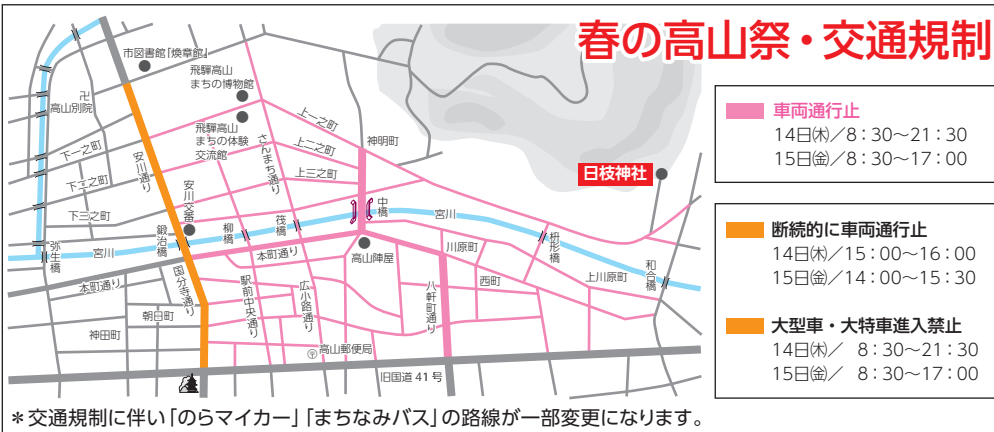 春の高山祭・交通規制
市図書館「煥章館」
飛騨高山
まちの博物館
卍
高山別院
飛騨高山
まちの体験
交流館
さんまち通り
上一之町
上二之町
上三之町
神明町
下一之町
下二之町
下三之町
安川通り
安川交番
日枝神社
弥生橋
宮川
鍛冶橋
柳橋
筏橋
中橋
宮川
枡形橋
和合橋
本町通り
国分寺通り
本町通り
高山陣屋
川原町
西町
上川原町
朝日町
神田町
駅前中央通り
広小路通り
八軒町通り
高山郵便局
旧国道41号
車両通行止
14日㈭/8:30~21:30
15日㈮/8:30~17:00
断続的に車両通行止
14日㈭/15:00~16:00
15日㈮/14:00~15:30
大型車・大特車進入禁止
14日㈭/ 8:30~21:30
15日㈮/ 8:30~17:00
*交通規制に伴い「のらマイカー」「まちなみバス」の路線が一部変更になります。